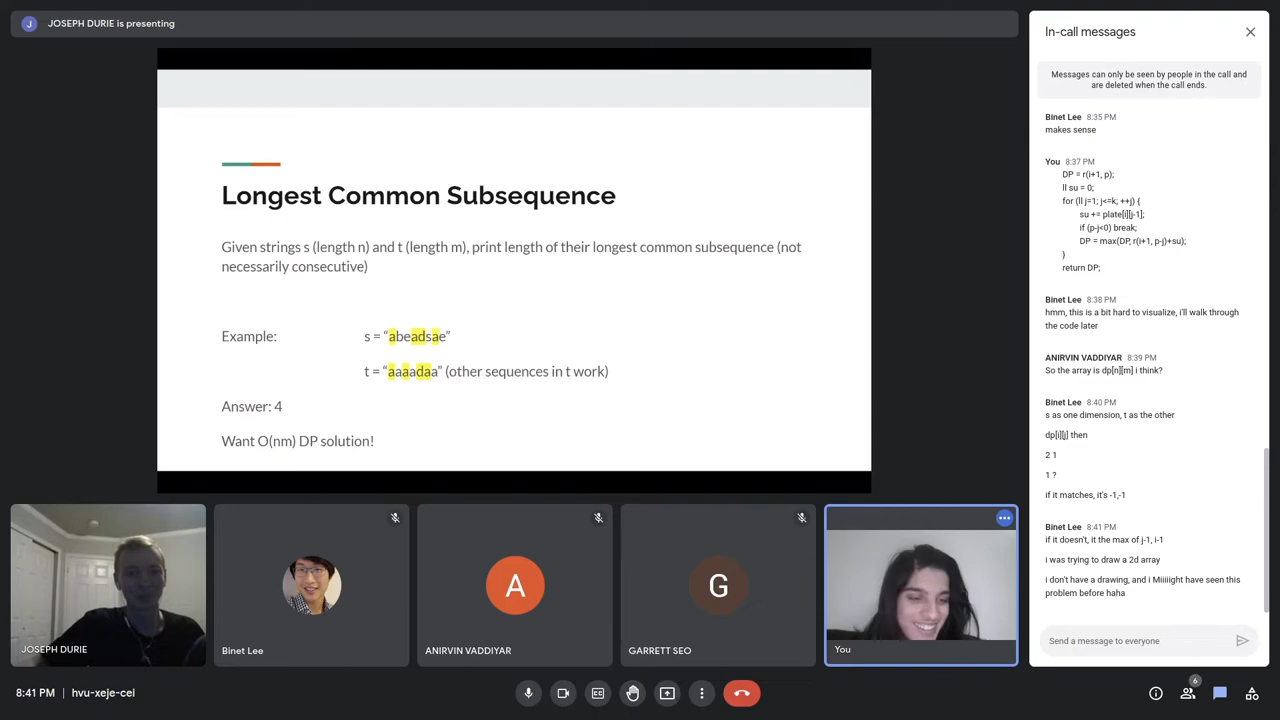 J JOSEPH DURIE is presenting
Longest Common Subsequence
Given strings s (length n) and t (length m), print length of their longest common subsequence (not
necessarily consecutive)
Example: s = “abeadsae”
t = “aaaadaa” (other sequences in t work)
Answer: 4
Want O(nm) DP solution!
JOSEPH DURIE
Binet Lee
A
ANIRVIN VADDIYAR
G
GARRETT SEO
You
8:41 PM | hvu-xeje-cei
CC
6
In-call messages
Messages can only be seen by people in the call and
are deleted when the call ends.
Binet Lee 8:35 PM
makes sense
You 8:37 PM
DP = r(i+1, p);
ll su = 0;
for (ll j=1; j<=k; ++j) {
su += plate[i][j-1];
if (p-j<0) break;
DP = max(DP, r(i+1, p-j)+su);
}
return DP;
Binet Lee 8:38 PM
hmm, this is a bit hard to visualize, i'll walk through
the code later
ANIRVIN VADDIYAR 8:39 PM
So the array is dp[n][m] i think?
Binet Lee 8:40 PM
s as one dimension, t as the other
dp[i][j] then
2 1
1 ?
if it matches, it's -1,-1
Binet Lee 8:41 PM
if it doesn't, it the max of j-1, i-1
i was trying to draw a 2d array
i don't have a drawing, and i Miiiiight have seen this
problem before haha
Send a message to everyone